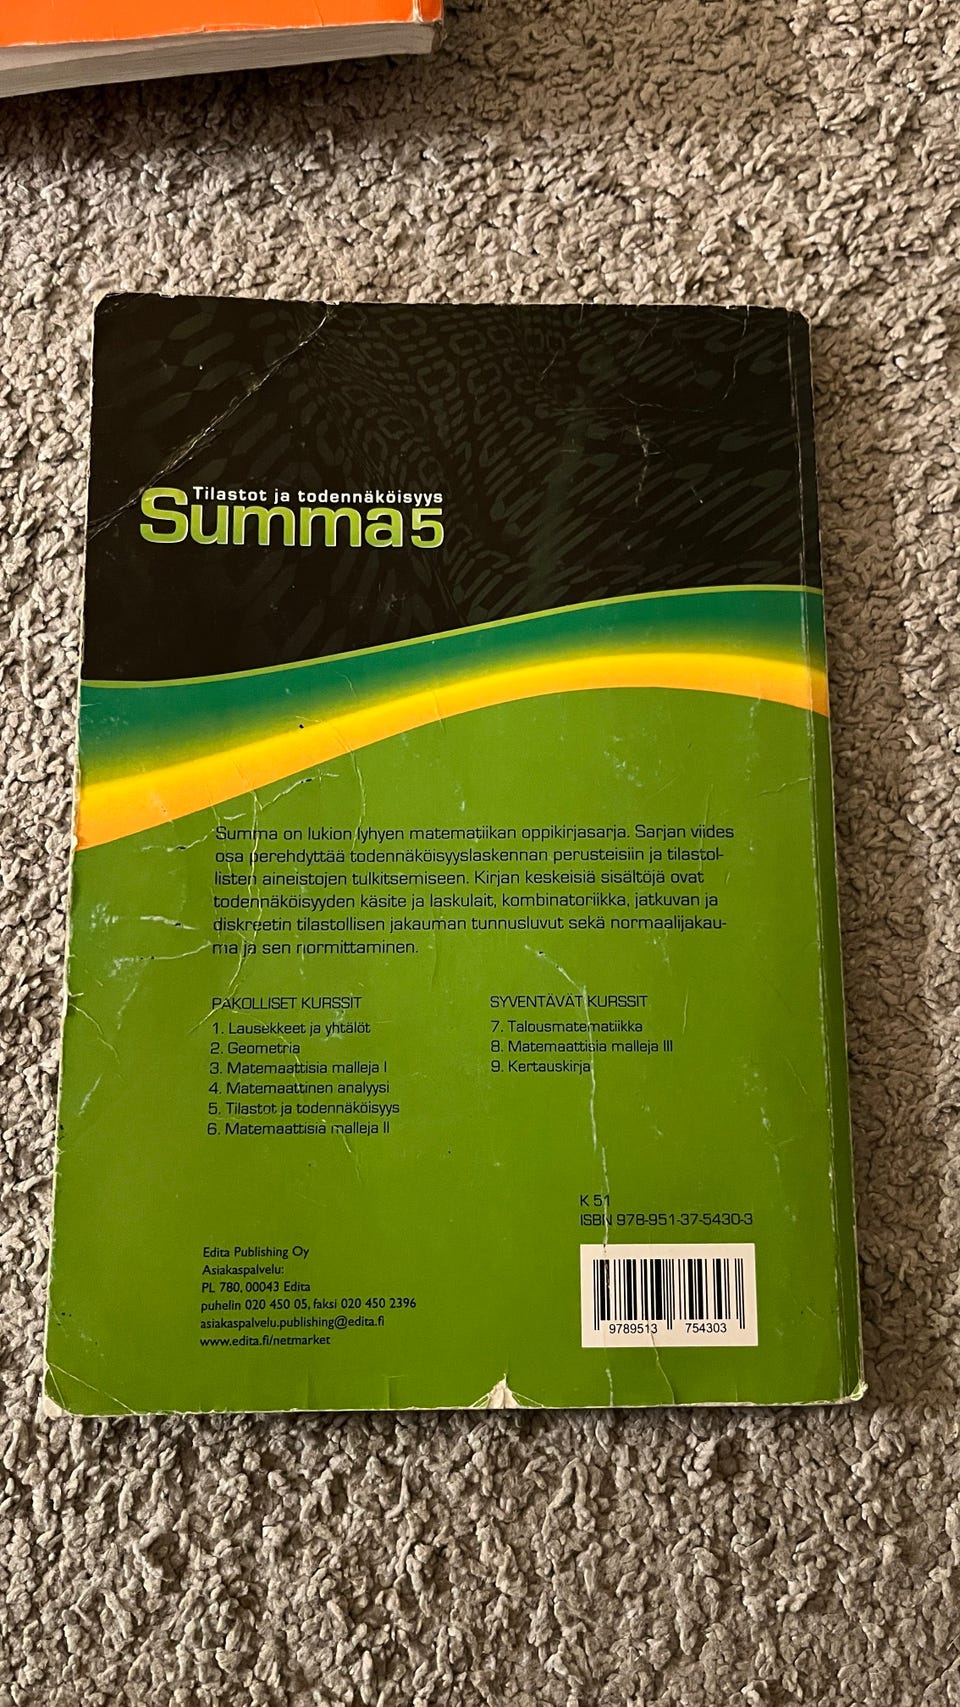 Tilastot ja todennäköisyys
Summa 5
Summa on lukion lyhyen matematiikan oppikirjasarja. Sarjan viides
osa perehdyttää todennäköisyyslaskennan perusteisiin ja tilastol-
listen aineistojen tulkitsemiseen. Kirjan keskeisiä sisältöjä ovat
todennäköisyyden käsite ja laskulait, kombinatoriikka, jatkuvan ja
diskreetin tilastollisen jakauman tunnusluvut sekä normaalijakau-
ma ja sen normittaminen.
PAKOLLISET KURSSIT
1. Lausekkeet ja yhtälöt
2. Geometria
3. Matemaattisia malleja I
4. Matemaattinen analyysi
5. Tilastot ja todennäköisyys
6. Matemaattisia malleja II
SYVENTÄVÄT KURSSIT
7. Talousmatematiikka
8. Matemaattisia malleja III
9. Kertauskirja
K 51
ISBN 978-951-37-5430-3
Edita Publishing Oy
Asiakaspalvelu:
PL 780, 00043 Edita
puhelin 020 450 05, faksi 020 450 2396
asiakaspalvelu.publishing@edita.fi
www.edita.fi/netmarket
9789513 754303